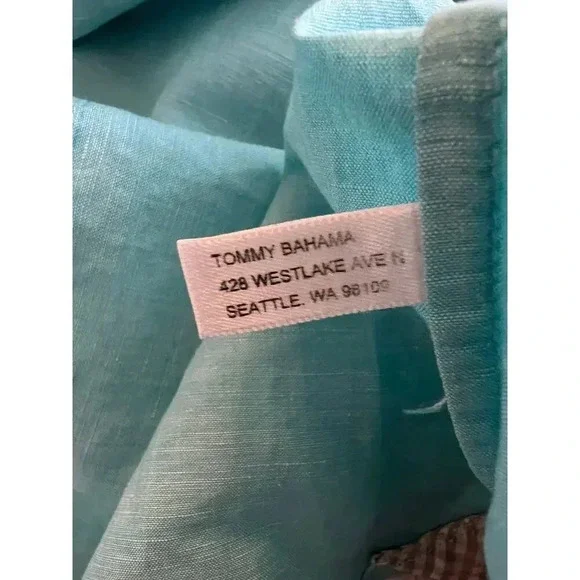 TOMMY BAHAMA
428 WESTLAKE AVE N
SEATTLE, WA 98109